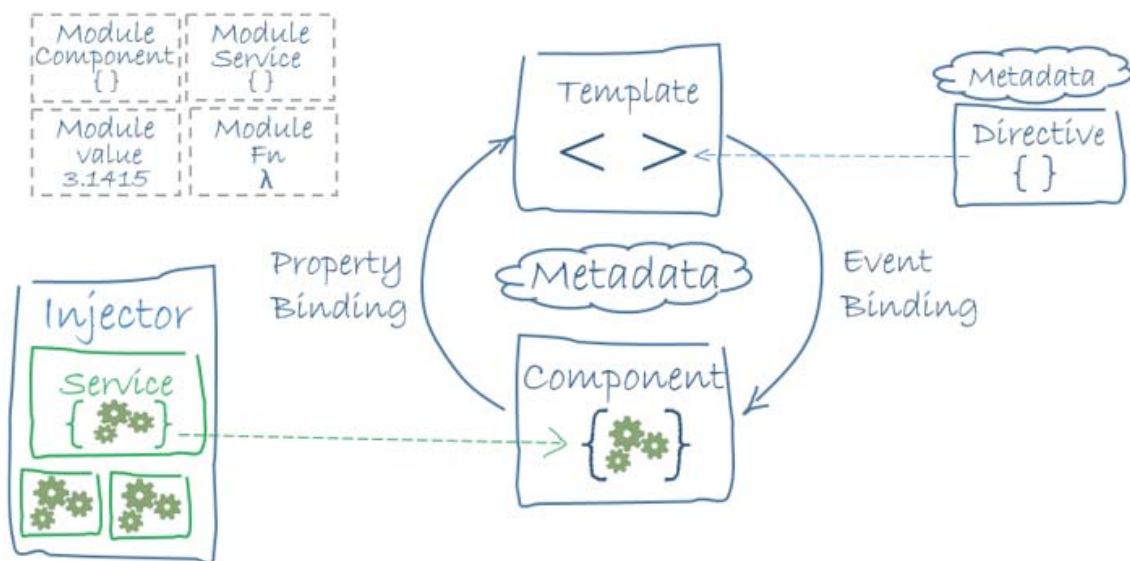 Module
Component
{ }
Module
Service
{ }
Module
value
3.1415
Module
Fn
λ
Template
< >
Metadata
Directive
{ }
Property
Binding
Metadata
Event
Binding
Injector
Service
{ }
Component
{ }